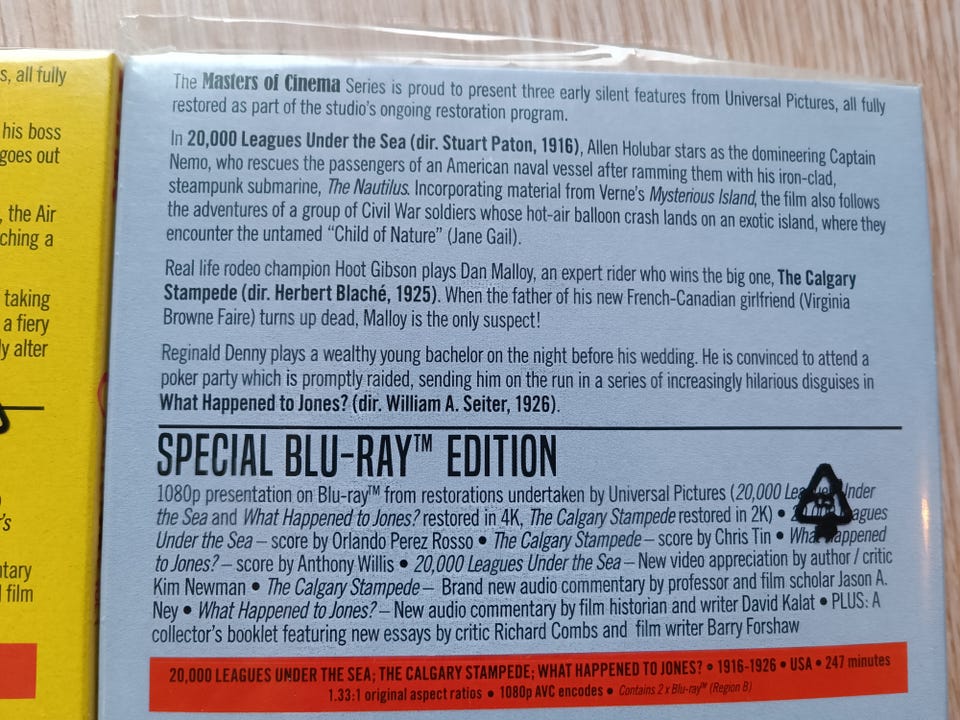 s, all fully
his boss
goes out
, the Air
ching a
taking
a fiery
ly alter
's
ntary
l film
The Masters of Cinema Series is proud to present three early silent features from Universal Pictures, all fully
restored as part of the studio's ongoing restoration program.
In 20,000 Leagues Under the Sea (dir. Stuart Paton, 1916), Allen Holubar stars as the domineering Captain
Nemo, who rescues the passengers of an American naval vessel after ramming them with his iron-clad,
steampunk submarine, The Nautilus. Incorporating material from Verne's Mysterious Island, the film also follows
the adventures of a group of Civil War soldiers whose hot-air balloon crash lands on an exotic island, where they
encounter the untamed “Child of Nature” (Jane Gail).
Real life rodeo champion Hoot Gibson plays Dan Malloy, an expert rider who wins the big one, The Calgary
Stampede (dir. Herbert Blaché, 1925). When the father of his new French-Canadian girlfriend (Virginia
Browne Faire) turns up dead, Malloy is the only suspect!
Reginald Denny plays a wealthy young bachelor on the night before his wedding. He is convinced to attend a
poker party which is promptly raided, sending him on the run in a series of increasingly hilarious disguises in
What Happened to Jones? (dir. William A. Seiter, 1926).
SPECIAL BLU-RAY™ EDITION
1080p presentation on Blu-ray™ from restorations undertaken by Universal Pictures (20,000 Leagues Under
the Sea and What Happened to Jones? restored in 4K, The Calgary Stampede restored in 2K) • 20,000 Leagues
Under the Sea – score by Orlando Perez Rosso • The Calgary Stampede – score by Chris Tin • What Happened
to Jones? – score by Anthony Willis • 20,000 Leagues Under the Sea – New video appreciation by author / critic
Kim Newman • The Calgary Stampede – Brand new audio commentary by professor and film scholar Jason A.
Ney • What Happened to Jones? – New audio commentary by film historian and writer David Kalat • PLUS: A
collector's booklet featuring new essays by critic Richard Combs and film writer Barry Forshaw
20,000 LEAGUES UNDER THE SEA; THE CALGARY STAMPEDE; WHAT HAPPENED TO JONES? • 1916-1926 • USA • 247 minutes
1.33:1 original aspect ratios • 1080p AVC encodes • Contains 2 x Blu-ray™ (Region B)